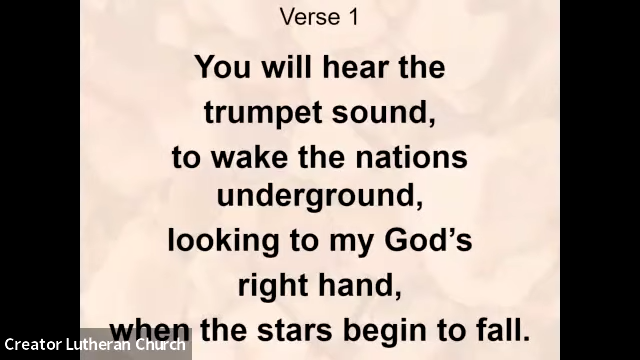 Verse 1
You will hear the
trumpet sound,
to wake the nations
underground,
looking to my God’s
right hand,
when the stars begin to fall.
Creator Lutheran Church